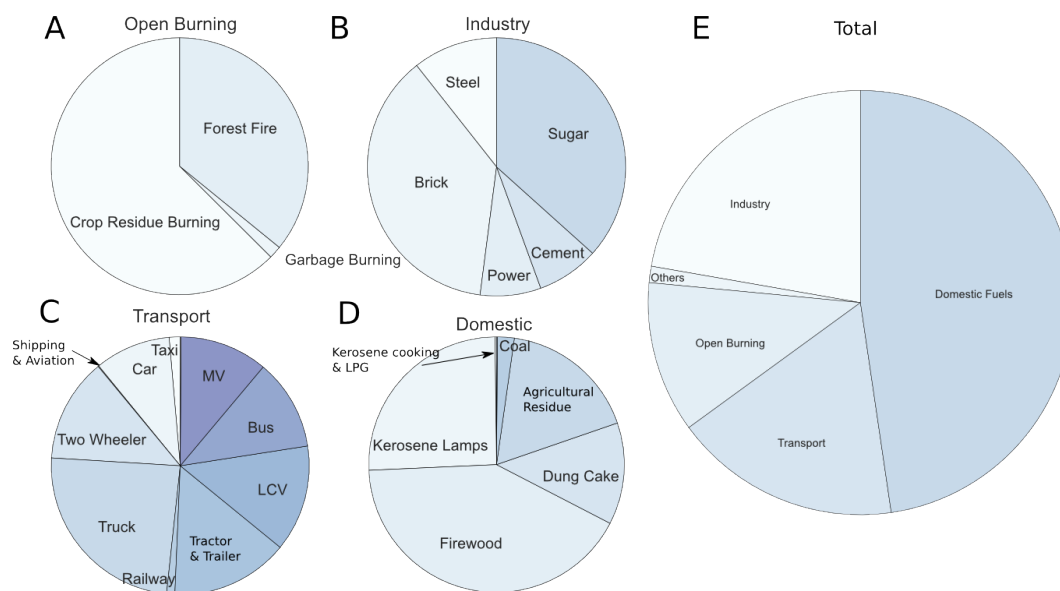 A
Open Burning
Forest Fire
Crop Residue Burning
Garbage Burning
B
Industry
Steel
Sugar
Brick
Cement
Power
C
Transport
Shipping
& Aviation
Taxi
Car
MV
Bus
Two Wheeler
LCV
Truck
Tractor
& Trailer
Railway
D
Domestic
Kerosene cooking
& LPG
Coal
Agricultural
Residue
Kerosene Lamps
Dung Cake
Firewood
E
Total
Industry
Others
Domestic Fuels
Open Burning
Transport